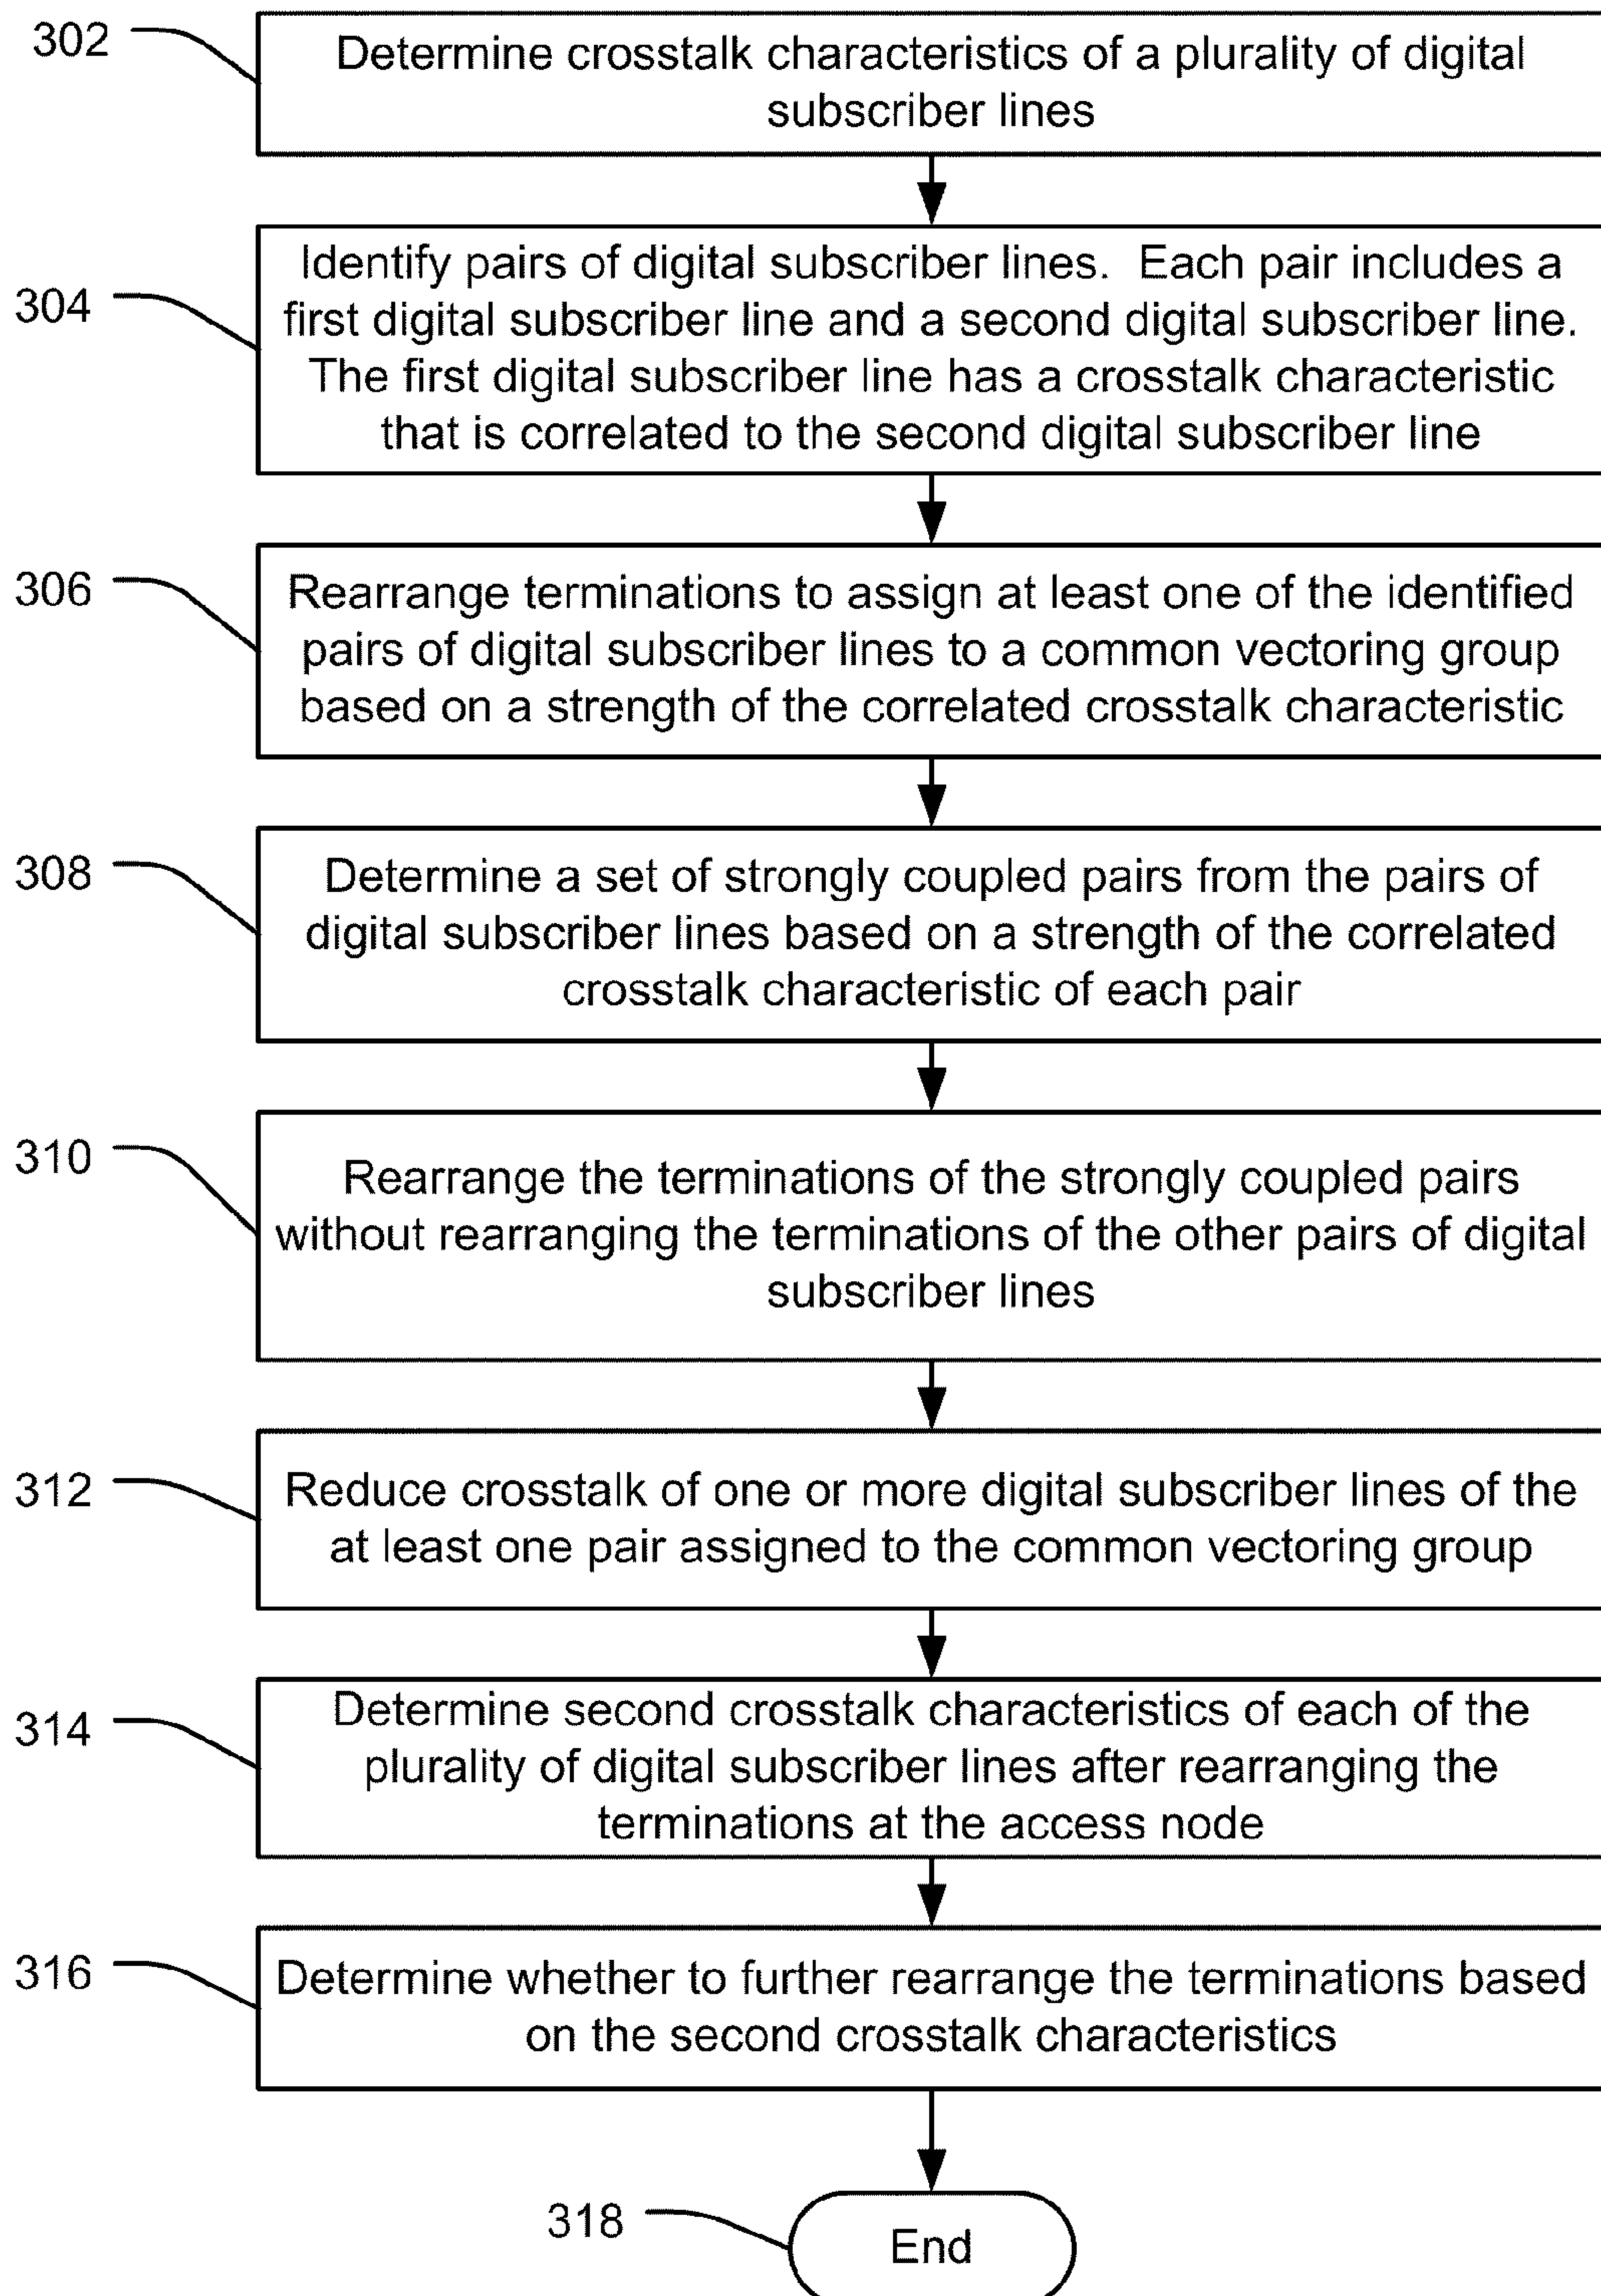 302
Determine crosstalk characteristics of a plurality of digital
subscriber lines
304
Identify pairs of digital subscriber lines.  Each pair includes a
first digital subscriber line and a second digital subscriber line.
The first digital subscriber line has a crosstalk characteristic
that is correlated to the second digital subscriber line
306
Rearrange terminations to assign at least one of the identified
pairs of digital subscriber lines to a common vectoring group
based on a strength of the correlated crosstalk characteristic
308
Determine a set of strongly coupled pairs from the pairs of
digital subscriber lines based on a strength of the correlated
crosstalk characteristic of each pair
310
Rearrange the terminations of the strongly coupled pairs
without rearranging the terminations of the other pairs of digital
subscriber lines
312
Reduce crosstalk of one or more digital subscriber lines of the
at least one pair assigned to the common vectoring group
314
Determine second crosstalk characteristics of each of the
plurality of digital subscriber lines after rearranging the
terminations at the access node
316
Determine whether to further rearrange the terminations based
on the second crosstalk characteristics
318
End